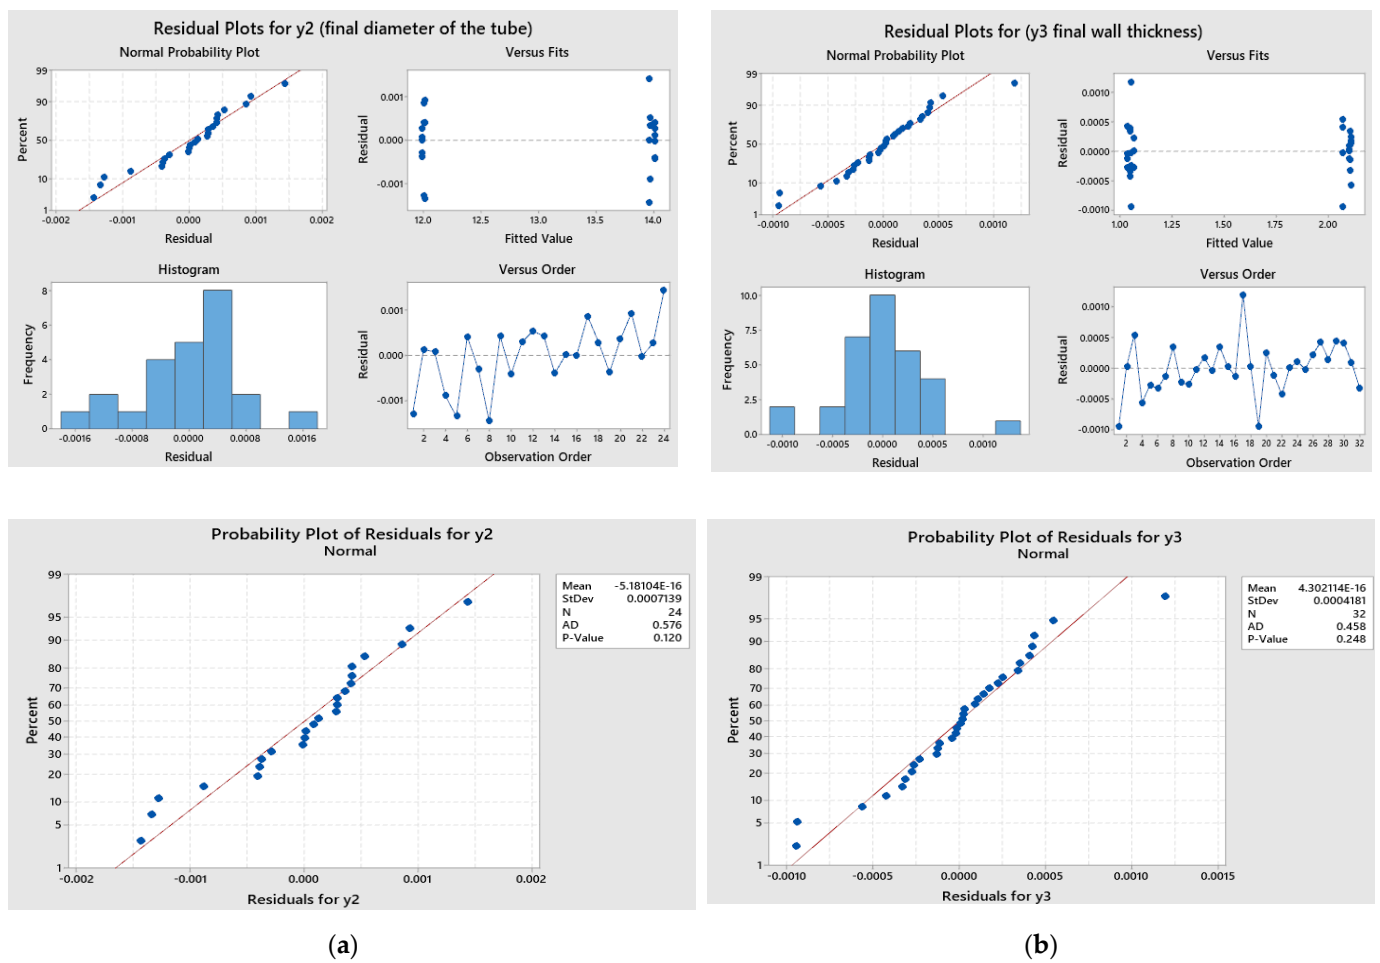 Residual Plots for y2 (final diameter of the tube)
Normal Probability Plot
99
90
50
10
1
Percent
-0.002 -0.001 0.000 0.001 0.002
Residual
Versus Fits
0.001
0.000
-0.001
Residual
12.0 12.5 13.0 13.5 14.0
Fitted Value
Histogram
8
6
4
2
0
Frequency
-0.0016 -0.0008 0.0000 0.0008 0.0016
Residual
Versus Order
0.001
0.000
-0.001
Residual
2 4 6 8 10 12 14 16 18 20 22 24
Observation Order
Residual Plots for (y3 final wall thickness)
Normal Probability Plot
99
90
50
10
1
Percent
-0.0010 -0.0005 0.0000 0.0005 0.0010
Residual
Versus Fits
0.0010
0.0005
0.0000
-0.0005
-0.0010
Residual
1.00 1.25 1.50 1.75 2.00
Fitted Value
Histogram
10.0
7.5
5.0
2.5
0.0
Frequency
-0.0010 -0.0005 0.0000 0.0005 0.0010
Residual
Versus Order
0.0010
0.0005
0.0000
-0.0005
-0.0010
Residual
2 4 6 8 10 12 14 16 18 20 22 24 26 28 30 32
Observation Order
Probability Plot of Residuals for y2
Normal
99
95
90
80
70
60
50
40
30
20
10
5
1
Percent
-0.002 -0.001 0.000 0.001 0.002
Residuals for y2
Mean -5.18104E-16
StDev 0.0007139
N 24
AD 0.576
P-Value 0.120
Probability Plot of Residuals for y3
Normal
99
95
90
80
70
60
50
40
30
20
10
5
1
Percent
-0.0010 -0.0005 0.0000 0.0005 0.0010 0.0015
Residuals for y3
Mean 4.302114E-16
StDev 0.0004181
N 32
AD 0.458
P-Value 0.248
(a)
(b)